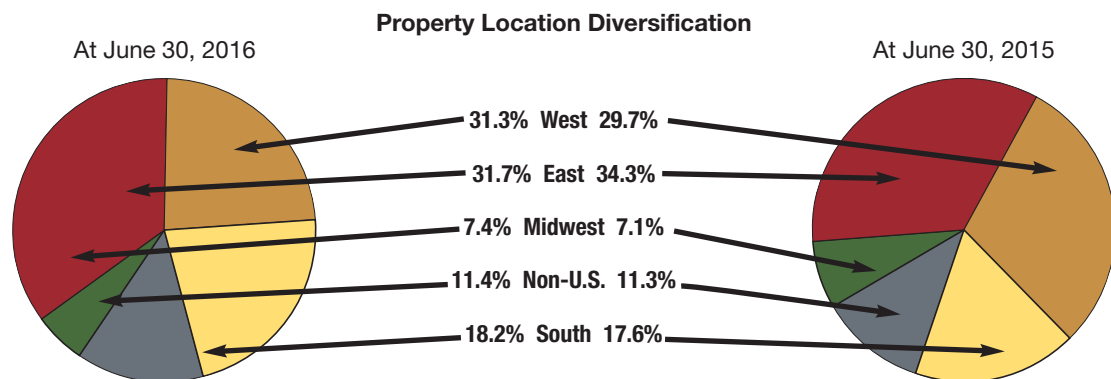 Property Location Diversification
At June 30, 2016
At June 30, 2015
31.3% West 29.7%
31.7% East 34.3%
7.4% Midwest 7.1%
11.4% Non-U.S. 11.3%
18.2% South 17.6%